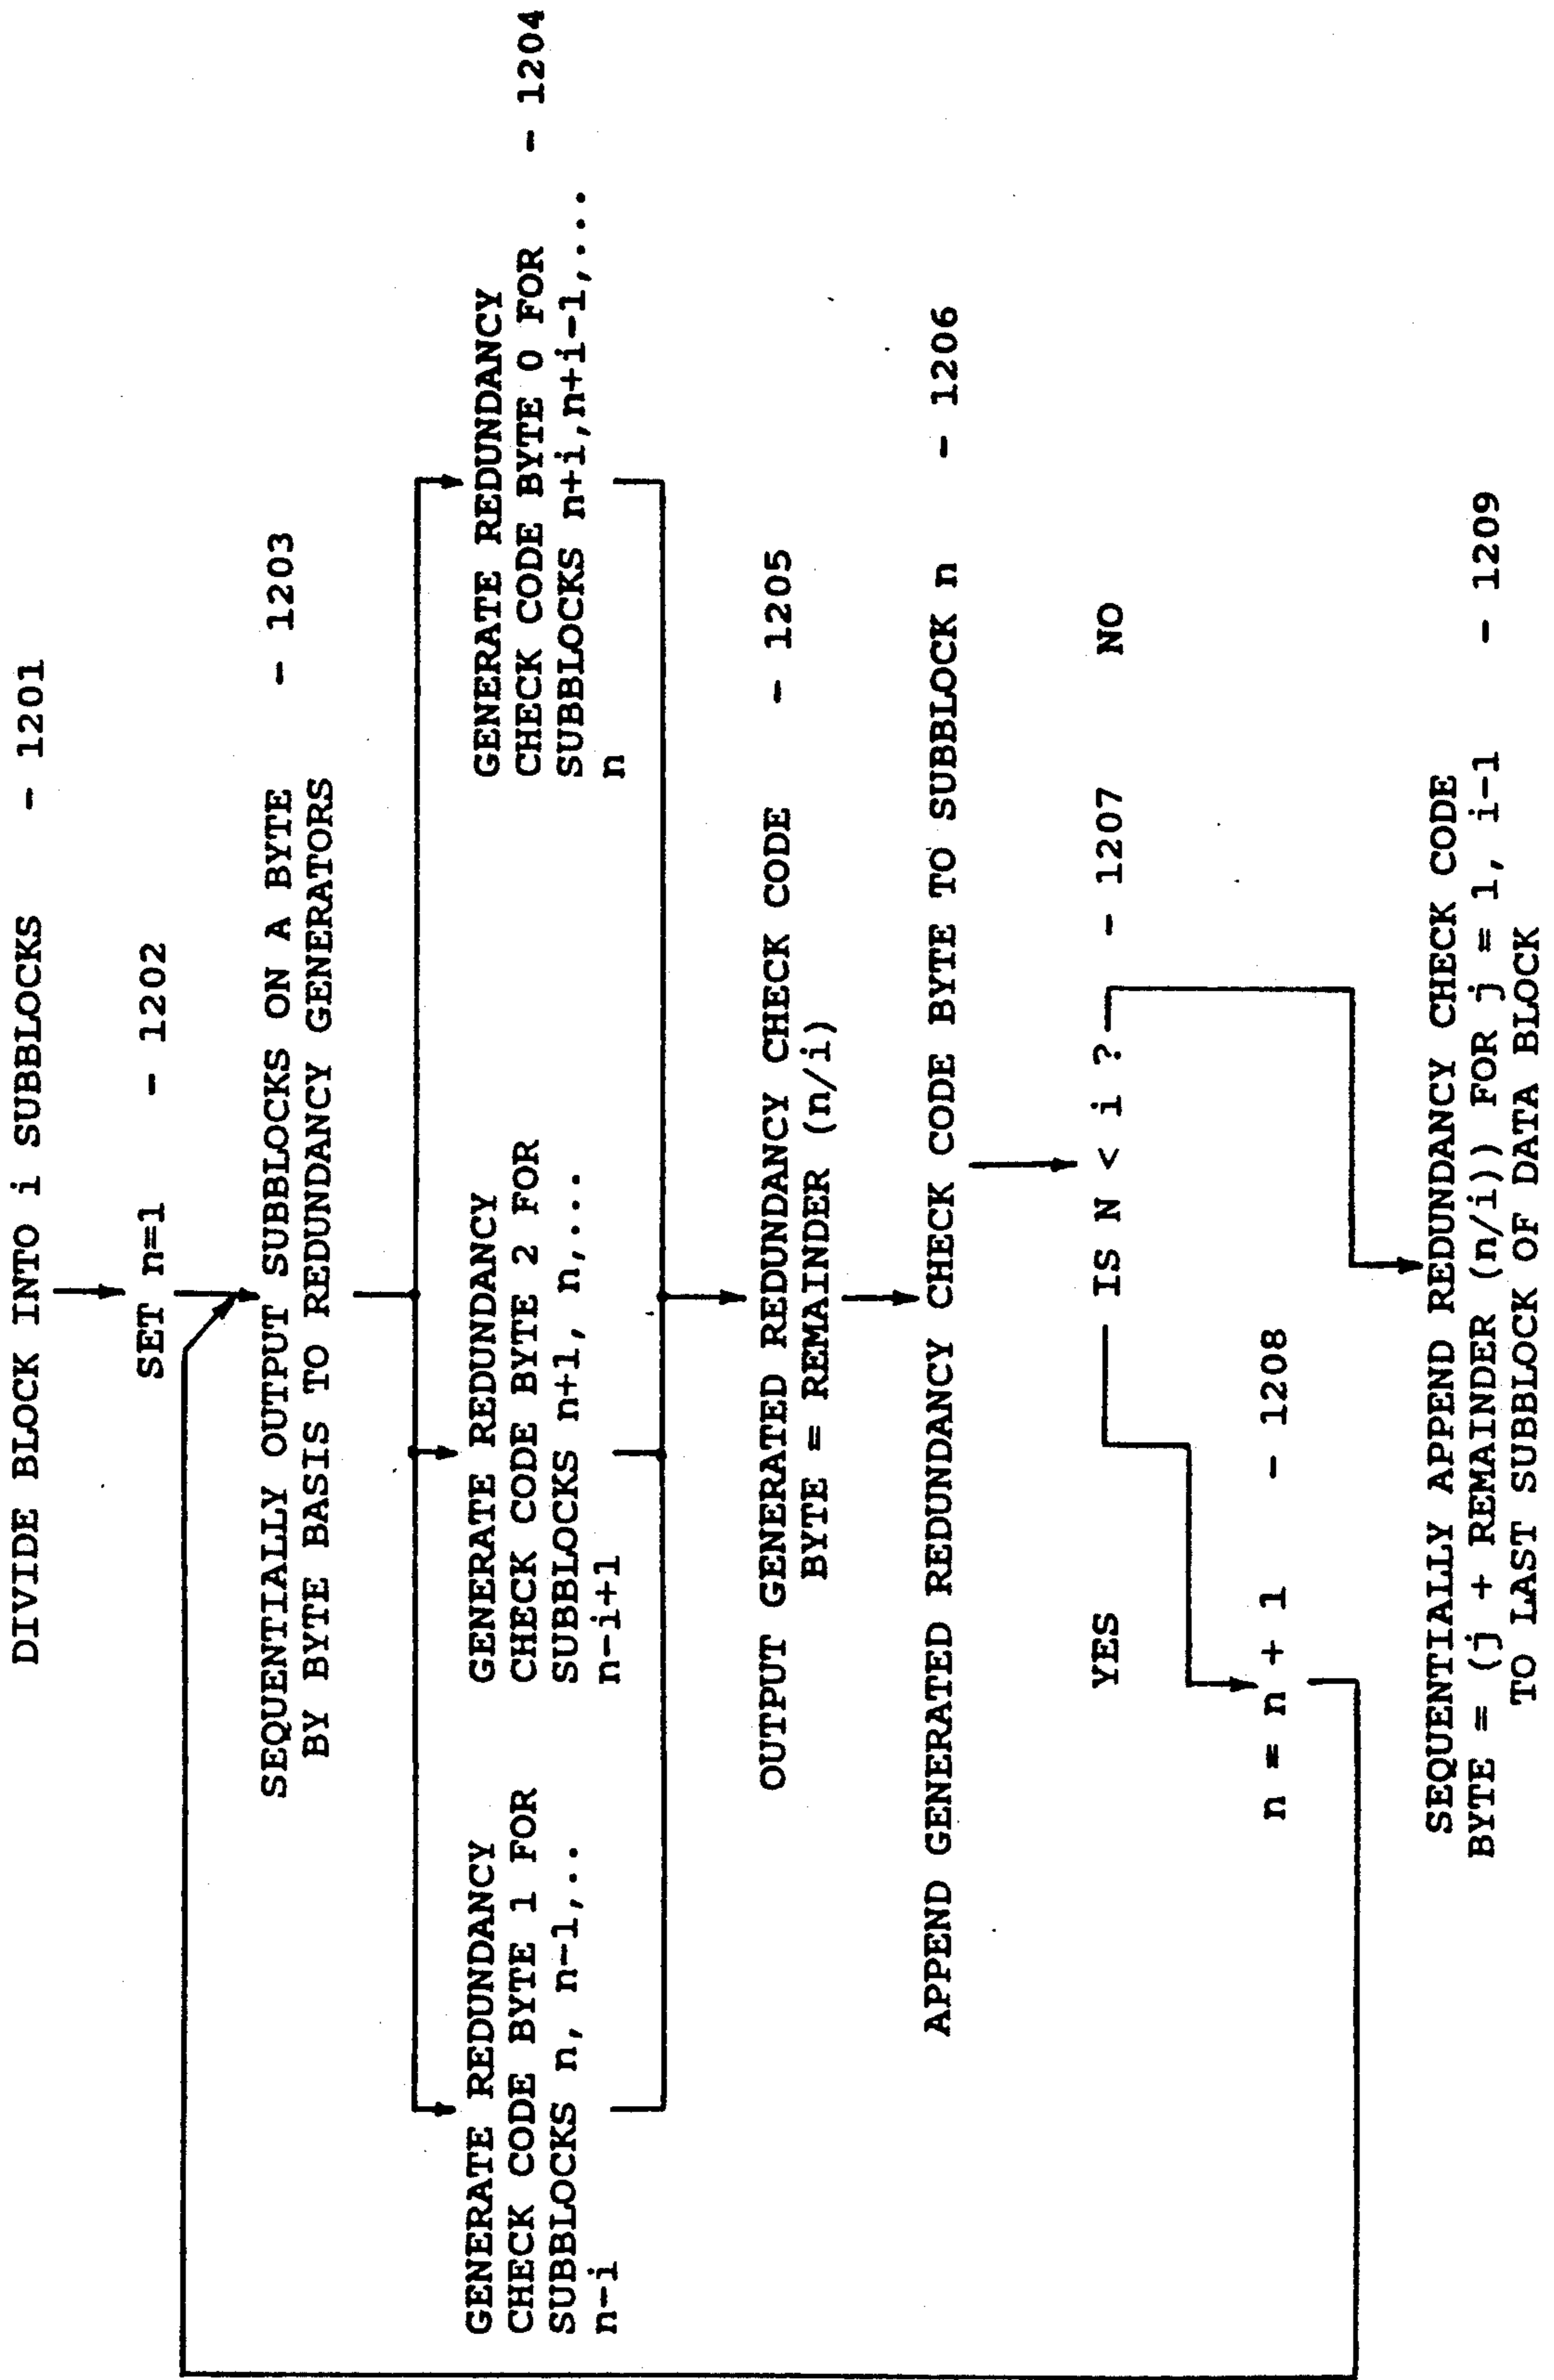 DIVIDE BLOCK INTO i SUBBLOCKS - 1201
SET n=1 - 1202
SEQUENTIALLY OUTPUT SUBBLOCKS ON A BYTE
BY BYTE BASIS TO REDUNDANCY GENERATORS - 1203
GENERATE REDUNDANCY
CHECK CODE BYTE 1 FOR
SUBBLOCKS n, n-1,..
n-i
GENERATE REDUNDANCY
CHECK CODE BYTE 2 FOR
SUBBLOCKS n+1, n,...
n-i+1
GENERATE REDUNDANCY
CHECK CODE BYTE 0 FOR - 1204
SUBBLOCKS n+i,n+i-1,...
n
OUTPUT GENERATED REDUNDANCY CHECK CODE - 1205
BYTE = REMAINDER (n/i)
APPEND GENERATED REDUNDANCY CHECK CODE BYTE TO SUBBLOCK n - 1206
YES IS N < i ? - 1207 NO
n = n + 1 - 1208
SEQUENTIALLY APPEND REDUNDANCY CHECK CODE
BYTE = (j + REMAINDER (n/i)) FOR j = 1, i-1 - 1209
TO LAST SUBBLOCK OF DATA BLOCK